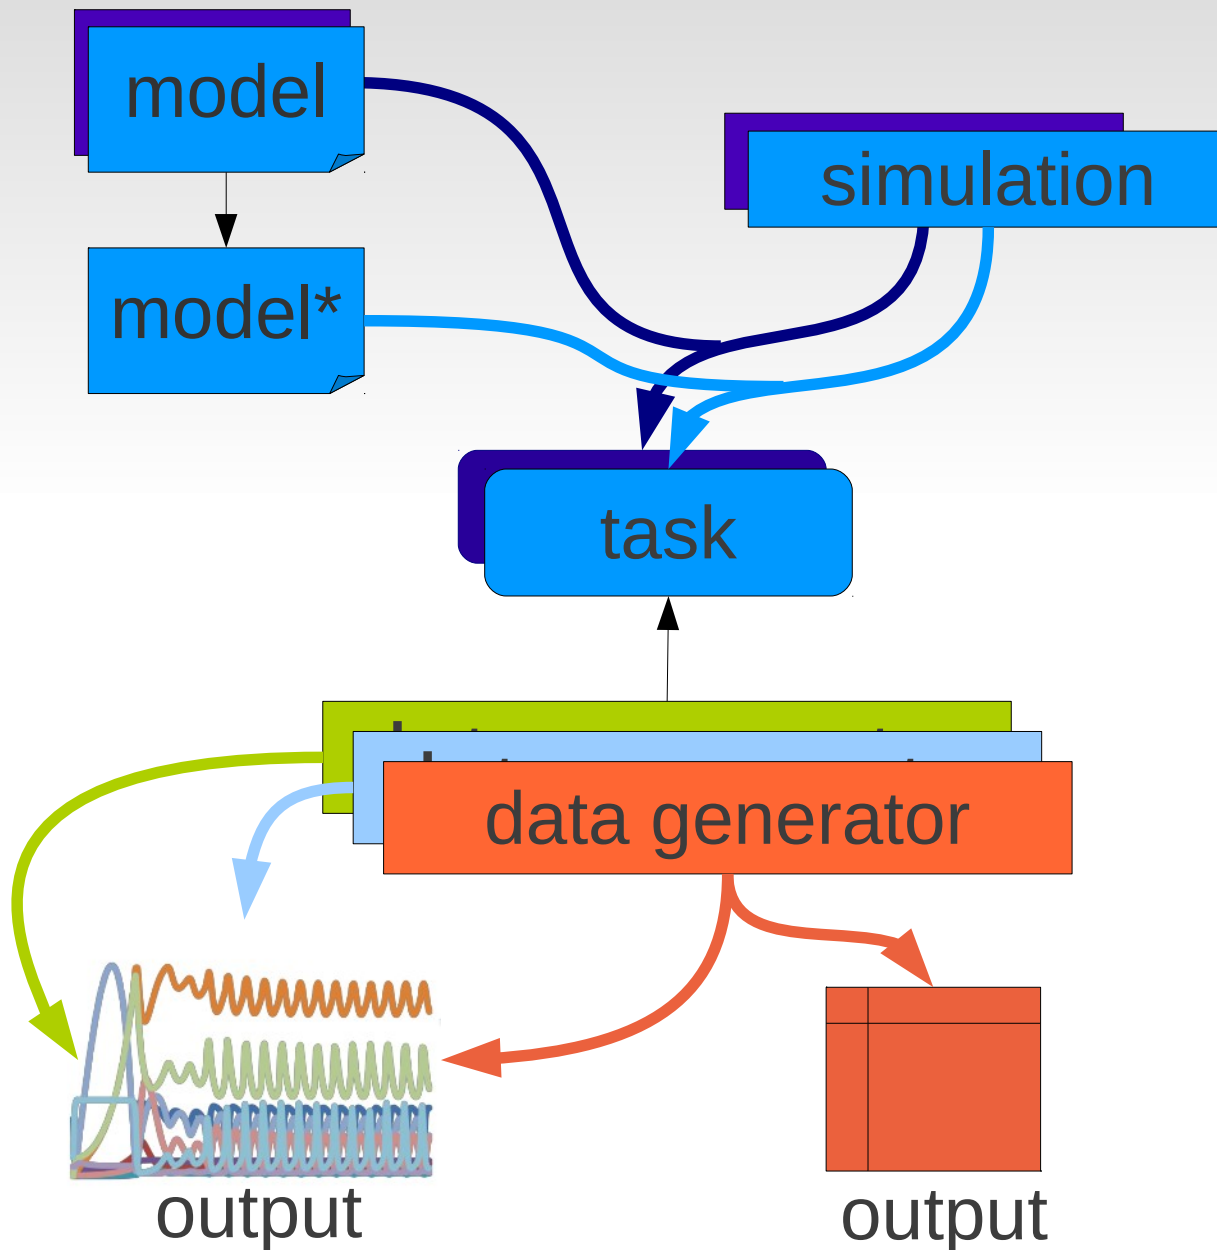 model
simulation
model*
task
data generator
output
output